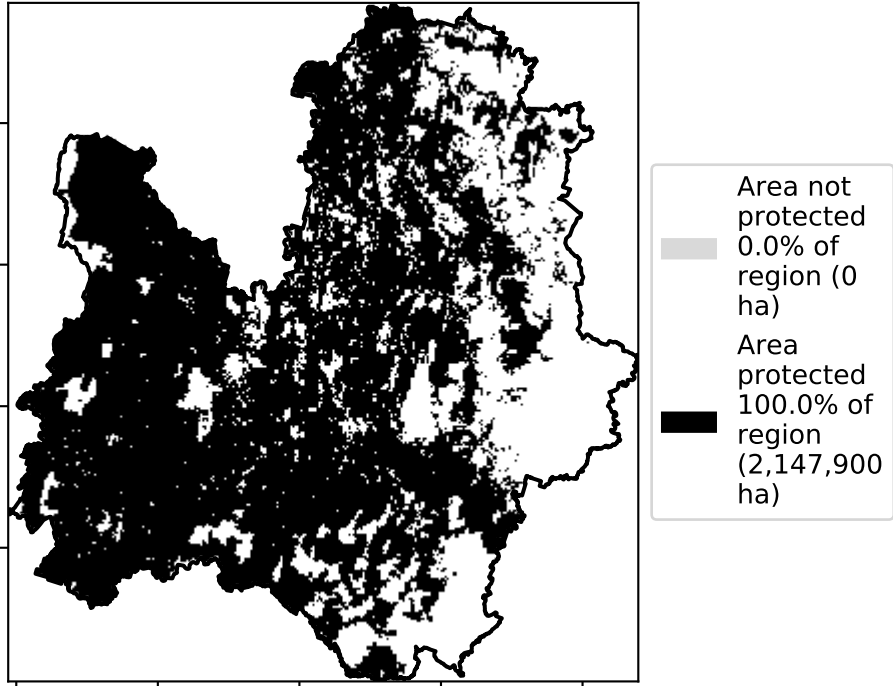 Area not
protected
0.0% of
region (0
ha)
Area
protected
100.0% of
region
(2,147,900
ha)